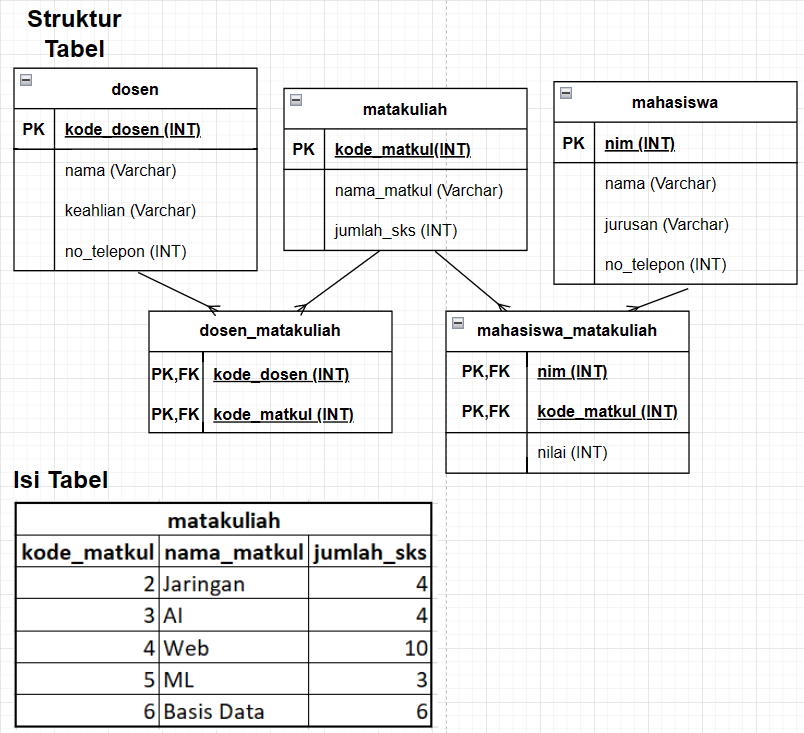 Struktur
Tabel
dosen
PK kode_dosen (INT)
nama (Varchar)
keahlian (Varchar)
no_telepon (INT)
matakuliah
PK kode_matkul(INT)
nama_matkul (Varchar)
jumlah_sks (INT)
mahasiswa
PK nim (INT)
nama (Varchar)
jurusan (Varchar)
no_telepon (INT)
dosen_matakuliah
PK,FK kode_dosen (INT)
PK,FK kode_matkul (INT)
mahasiswa_matakuliah
PK,FK nim (INT)
PK,FK kode_matkul (INT)
nilai (INT)
Isi Tabel
matakuliah
kode_matkul nama_matkul jumlah_sks
2 Jaringan 4
3 AI 4
4 Web 10
5 ML 3
6 Basis Data 6